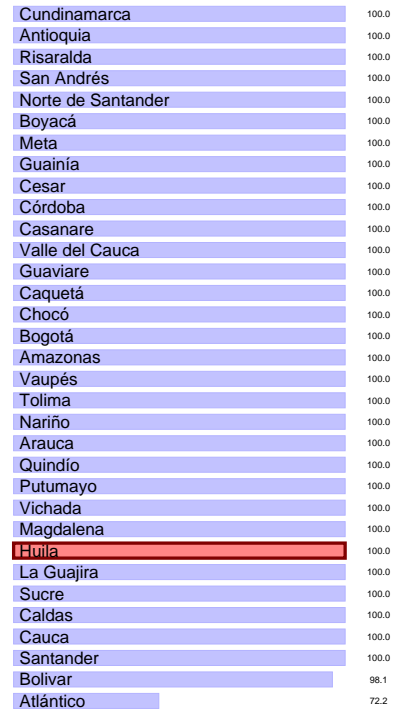 Cundinamarca 100.0
Antioquia 100.0
Risaralda 100.0
San Andrés 100.0
Norte de Santander 100.0
Boyacá 100.0
Meta 100.0
Guainía 100.0
Cesar 100.0
Córdoba 100.0
Casanare 100.0
Valle del Cauca 100.0
Guaviare 100.0
Caquetá 100.0
Chocó 100.0
Bogotá 100.0
Amazonas 100.0
Vaupés 100.0
Tolima 100.0
Nariño 100.0
Arauca 100.0
Quindío 100.0
Putumayo 100.0
Vichada 100.0
Magdalena 100.0
Huila 100.0
La Guajira 100.0
Sucre 100.0
Caldas 100.0
Cauca 100.0
Santander 100.0
Bolivar 98.1
Atlántico 72.2